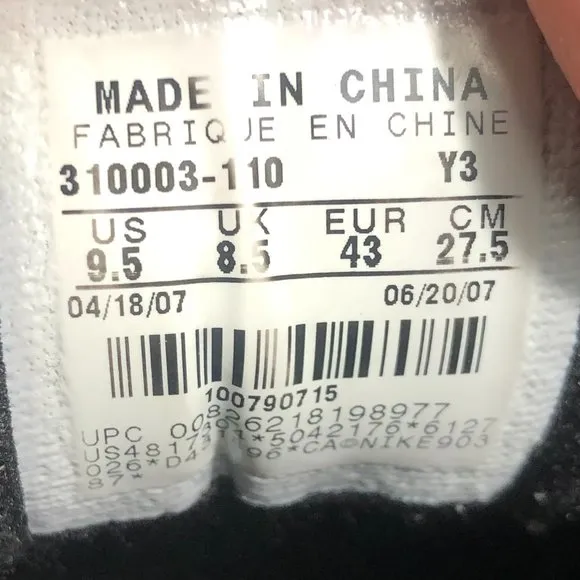 MADE IN CHINA
FABRIQUE EN CHINE
310003-110 Y3
US UK EUR CM
9.5 8.5 43 27.5
04/18/07 06/20/07
100790715
UPC 00826218198977